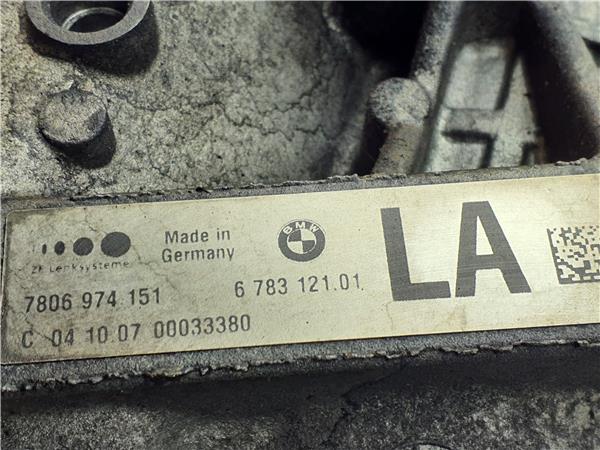 ZF Lenksysteme
Made in
Germany
BMW
LA
7806 974 151
6 783 121.01
C 04 10.07 00033380